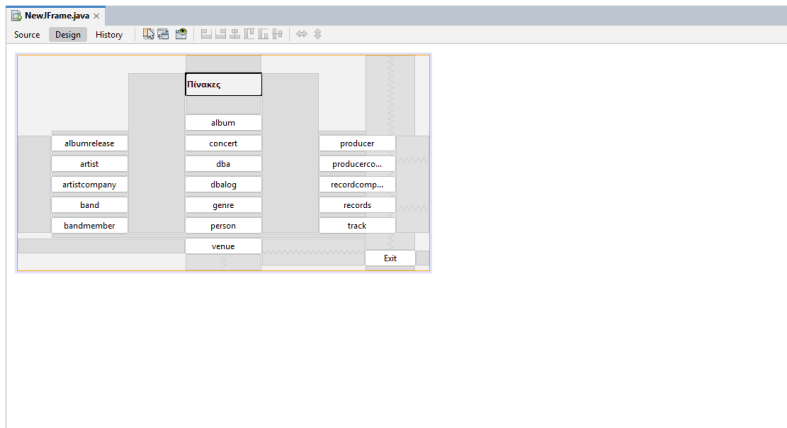 NewJFrame.java ×
Source Design History
Πίνακες
album
albumrelease concert producer
artist dba producerco...
artistcompany dbalog recordcomp...
band genre records
bandmember person track
venue
Exit